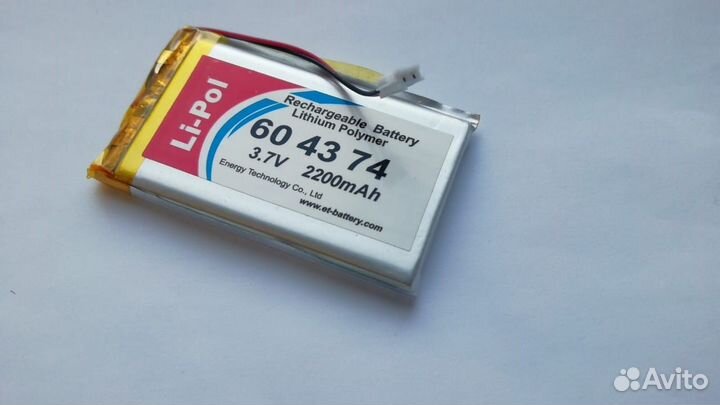 Li-Pol
Rechargeable Battery
Lithium Polymer
60 43 74
3.7V 2200mAh
Energy Technology Co., Ltd
www.et-battery.com
Avito